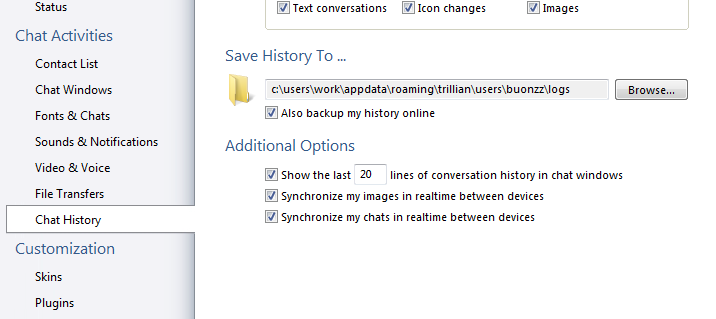 Status
Chat Activities
Contact List
Chat Windows
Fonts & Chats
Sounds & Notifications
Video & Voice
File Transfers
Chat History
Customization
Skins
Plugins
Text conversations Icon changes Images
Save History To ...
c:\users\work\appdata\roaming\trillian\users\buonzz\logs Browse...
Also backup my history online
Additional Options
Show the last 20 lines of conversation history in chat windows
Synchronize my images in realtime between devices
Synchronize my chats in realtime between devices